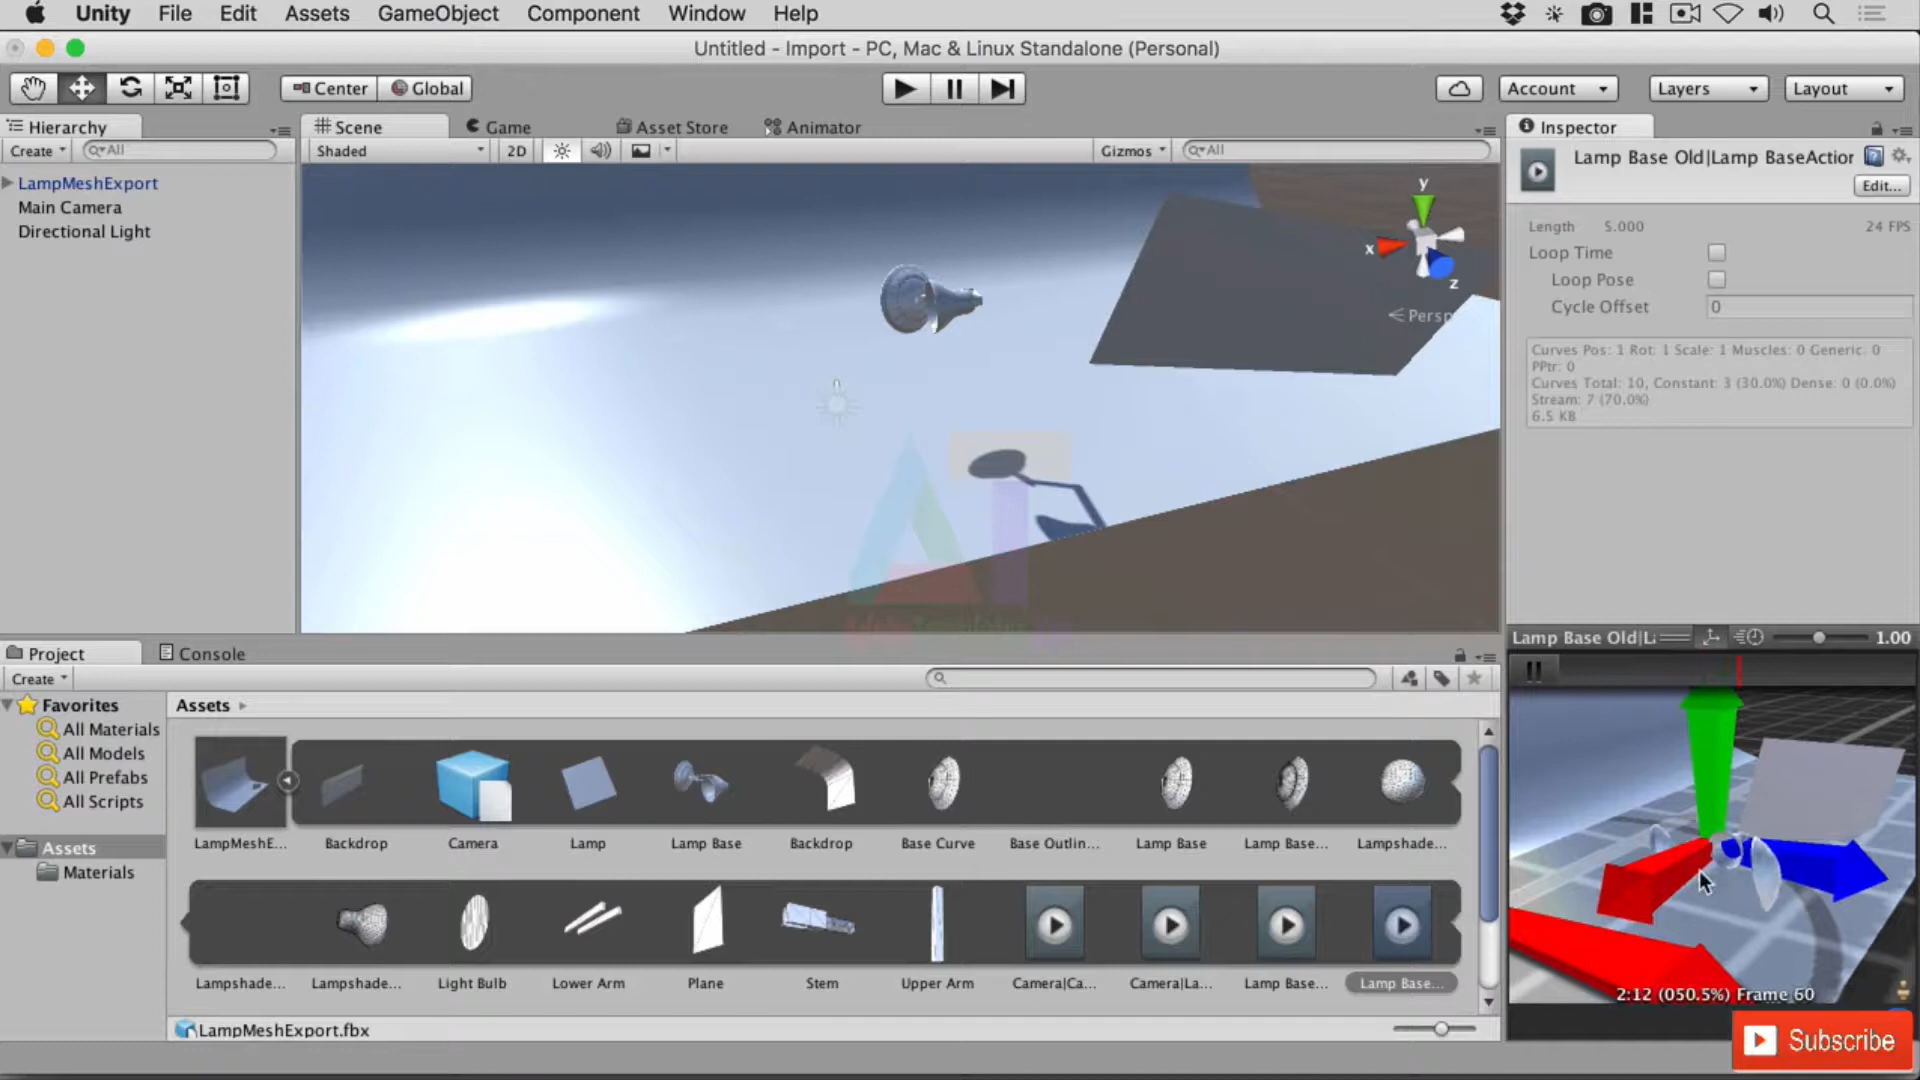 Unity File Edit Assets GameObject Component Window Help
Untitled - Import - PC, Mac & Linux Standalone (Personal)
Center Global Account Layers Layout
Hierarchy
Create All
LampMeshExport
Main Camera
Directional Light
Scene Game Asset Store Animator
Shaded 2D Gizmos All
y
x
z
Persp
Inspector
Lamp Base Old|Lamp BaseAction
Edit...
Length 5.000 24 FPS
Loop Time
Loop Pose
Cycle Offset 0
Curves Pos: 1 Rot: 1 Scale: 1 Muscles: 0 Generic: 0
PPtr: 0
Curves Total: 10, Constant: 3 (30.0%) Dense: 0 (0.0%)
Stream: 7 (70.0%)
6.5 KB
Project Console
Create
Favorites
All Materials
All Models
All Prefabs
All Scripts
Assets
Materials
Assets
LampMeshE... Backdrop Camera Lamp Lamp Base Backdrop Base Curve Base Outlin... Lamp Base Lamp Base... Lampshade...
Lampshade... Lampshade... Light Bulb Lower Arm Plane Stem Upper Arm Camera|Ca... Camera|La... Lamp Base... Lamp Base...
LampMeshExport.fbx
Lamp Base Old|L 1.00
2:12 (050.5%) Frame 60
Subscribe